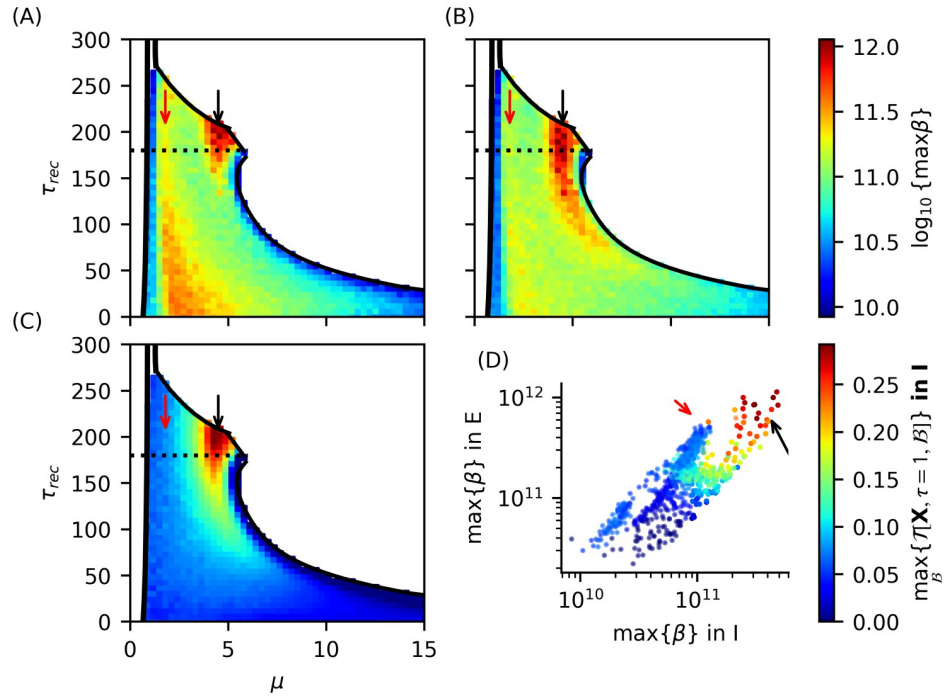 (A)
(B)
300
250
200
150
100
50
0
τrec
12.0
11.5
11.0
10.5
10.0
log10 {maxβ}
(C)
(D)
300
250
200
150
100
50
0
τrec
0 5 10 15
μ
10^12
10^11
max{β} in E
10^10 10^11
max{β} in I
0.25
0.20
0.15
0.10
0.05
0.00
max{𝒯[X, τ = 1, ℬ]} in I
ℬ